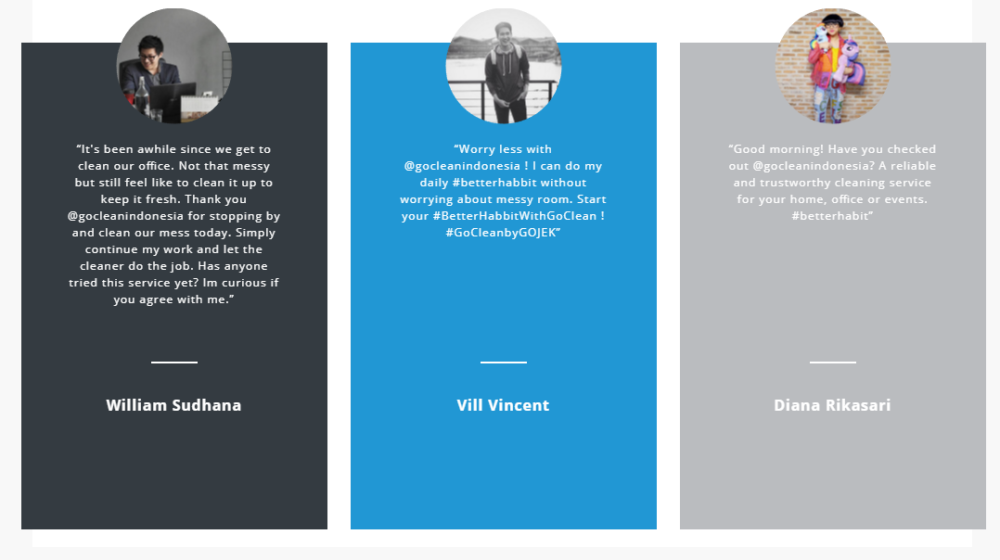 “It's been awhile since we get to
clean our office. Not that messy
but still feel like to clean it up to
keep it fresh. Thank you
@gocleanindonesia for stopping by
and clean our mess today. Simply
continue my work and let the
cleaner do the job. Has anyone
tried this service yet? Im curious if
you agree with me.”
William Sudhana
“Worry less with
@gocleanindonesia ! I can do my
daily #betterhabbit without
worrying about messy room. Start
your #BetterHabbitWithGoClean !
#GoCleanbyGOJEK”
Vill Vincent
“Good morning! Have you checked
out @gocleanindonesia? A reliable
and trustworthy cleaning service
for your home, office or events.
#betterhabit”
Diana Rikasari